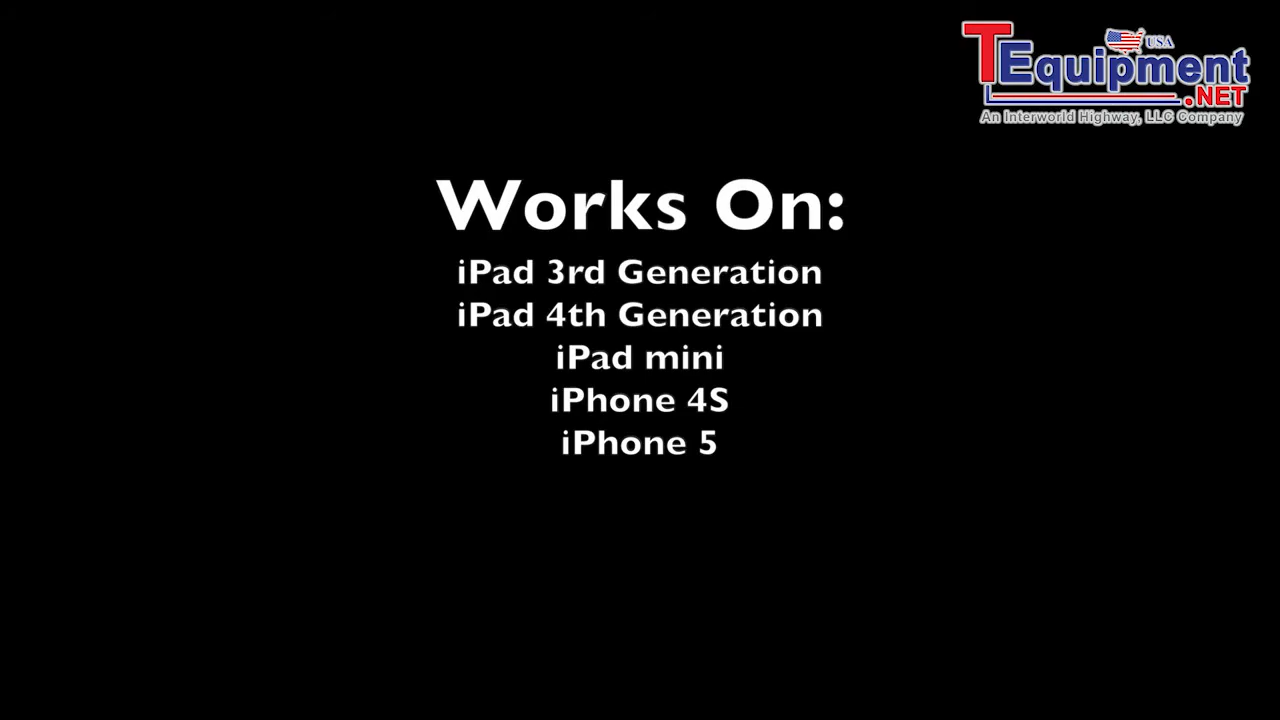 TEquipment.NET
USA
An Interworld Highway, LLC Company
Works On:
iPad 3rd Generation
iPad 4th Generation
iPad mini
iPhone 4S
iPhone 5